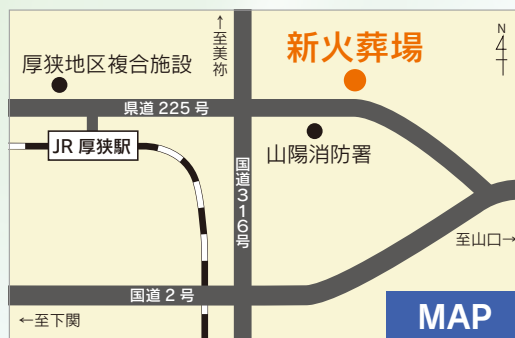 ↑至美祢
新火葬場
N
4
厚狭地区複合施設
県道225号
JR 厚狭駅
山陽消防署
国道316号
至山口→
国道2号
←至下関
MAP